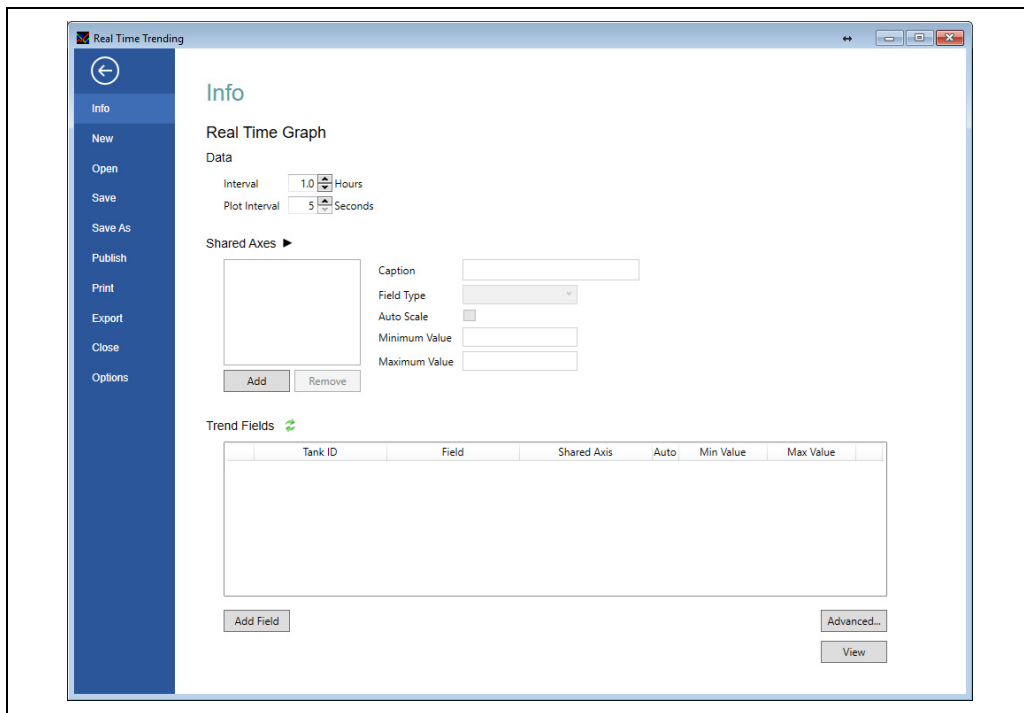 Real Time Trending
Info
New
Open
Save
Save As
Publish
Print
Export
Close
Options
Info
Real Time Graph
Data
Interval 1.0 Hours
Plot Interval 5 Seconds
Shared Axes
Caption
Field Type
Auto Scale
Minimum Value
Maximum Value
Add Remove
Trend Fields
Tank ID Field Shared Axis Auto Min Value Max Value
Add Field Advanced...
View